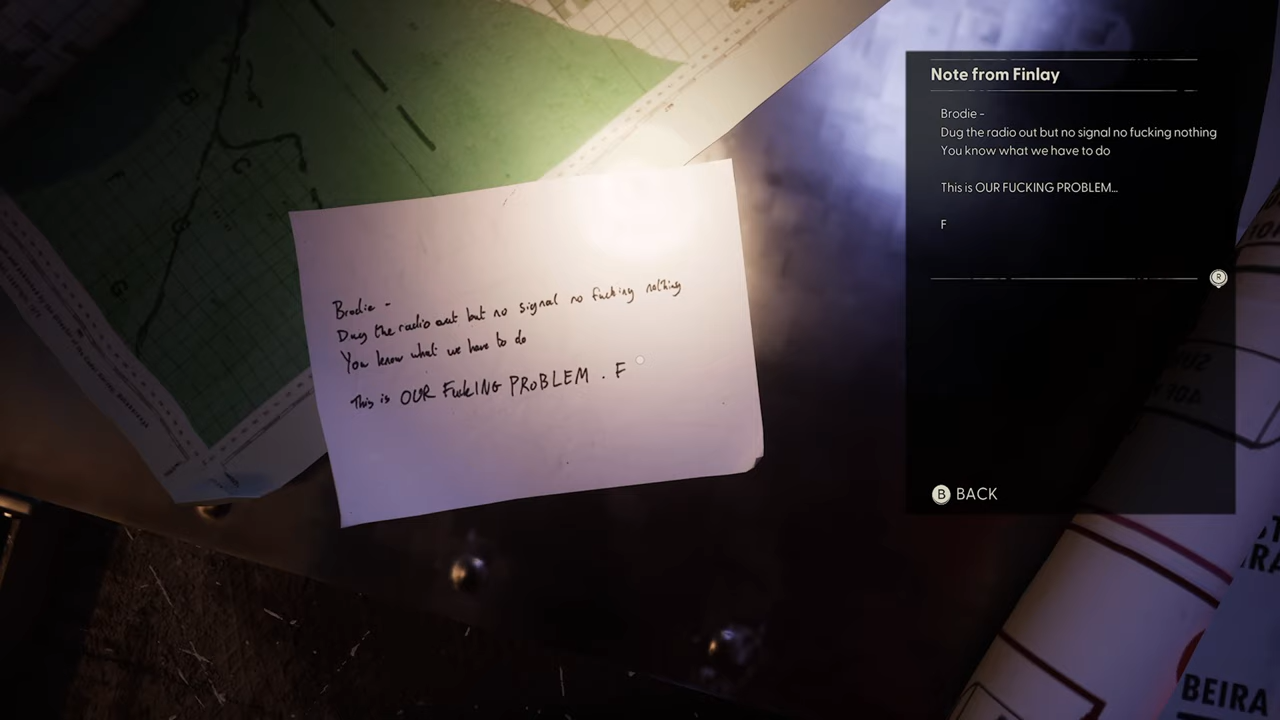 Brodie -
Dug the radio out but no signal no fucking nothing
You know what we have to do
This is OUR FuckING PROBLEM . F
Note from Finlay
Brodie -
Dug the radio out but no signal no fucking nothing
You know what we have to do
This is OUR FUCKING PROBLEM...
F
R
B BACK
BEIRA